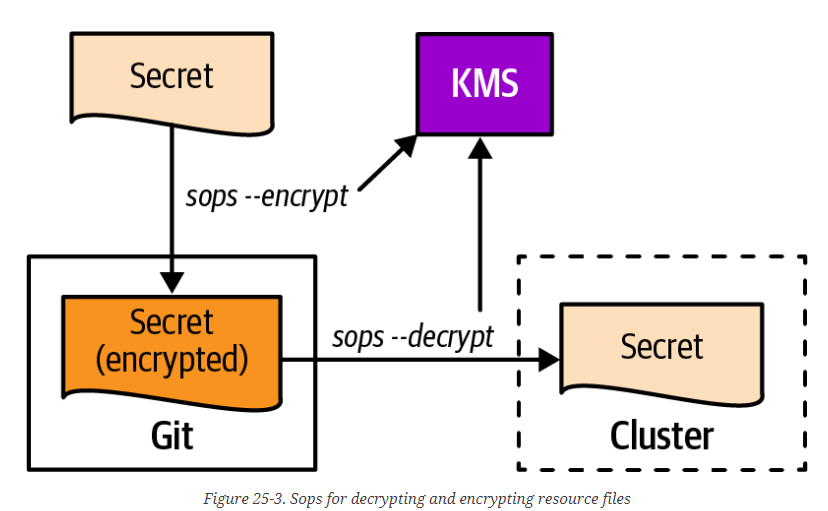 Secret
KMS
sops --encrypt
Secret
(encrypted)
sops --decrypt
Secret
Git
Cluster
Figure 25-3. Sops for decrypting and encrypting resource files